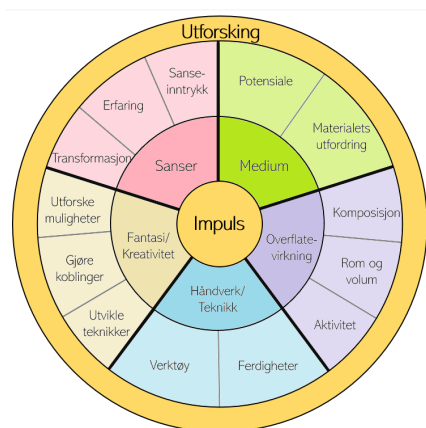 Utforsking
Sanse-
inntrykk
Erfaring
Transformasjon
Sanser
Potensiale
Materialets
utfordring
Medium
Impuls
Utforske
muligheter
Gjøre
koblinger
Utvikle
teknikker
Fantasi/
Kreativitet
Overflate-
virkning
Komposisjon
Rom og
volum
Aktivitet
Håndverk/
Teknikk
Verktøy
Ferdigheter